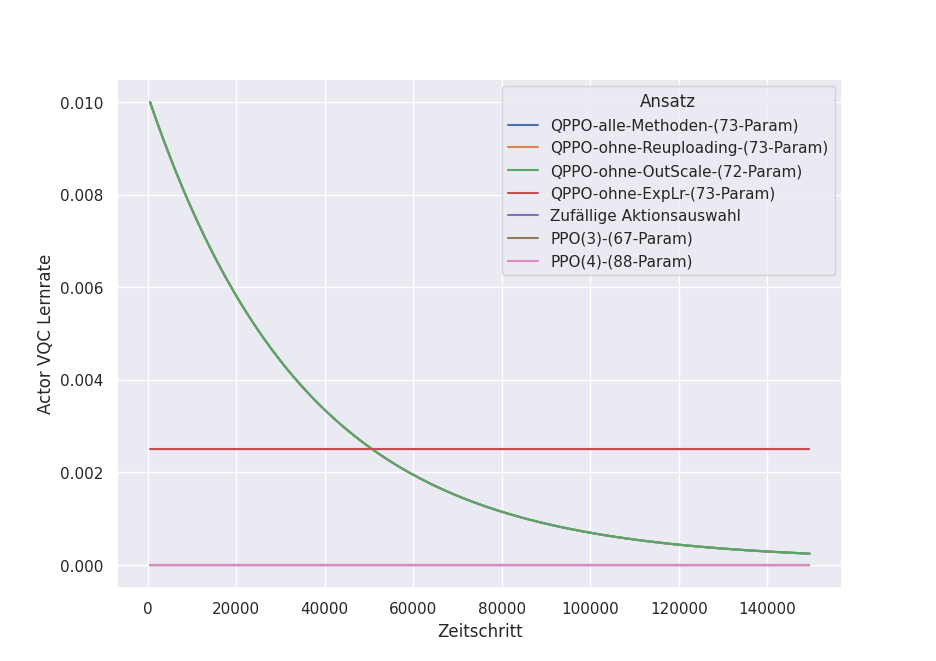 Ansatz
QPPO-alle-Methoden-(73-Param)
QPPO-ohne-Reuploading-(73-Param)
QPPO-ohne-OutScale-(72-Param)
QPPO-ohne-ExpLr-(73-Param)
Zufällige Aktionsauswahl
PPO(3)-(67-Param)
PPO(4)-(88-Param)
Actor VQC Lernrate
0.010
0.008
0.006
0.004
0.002
0.000
0 20000 40000 60000 80000 100000 120000 140000
Zeitschritt